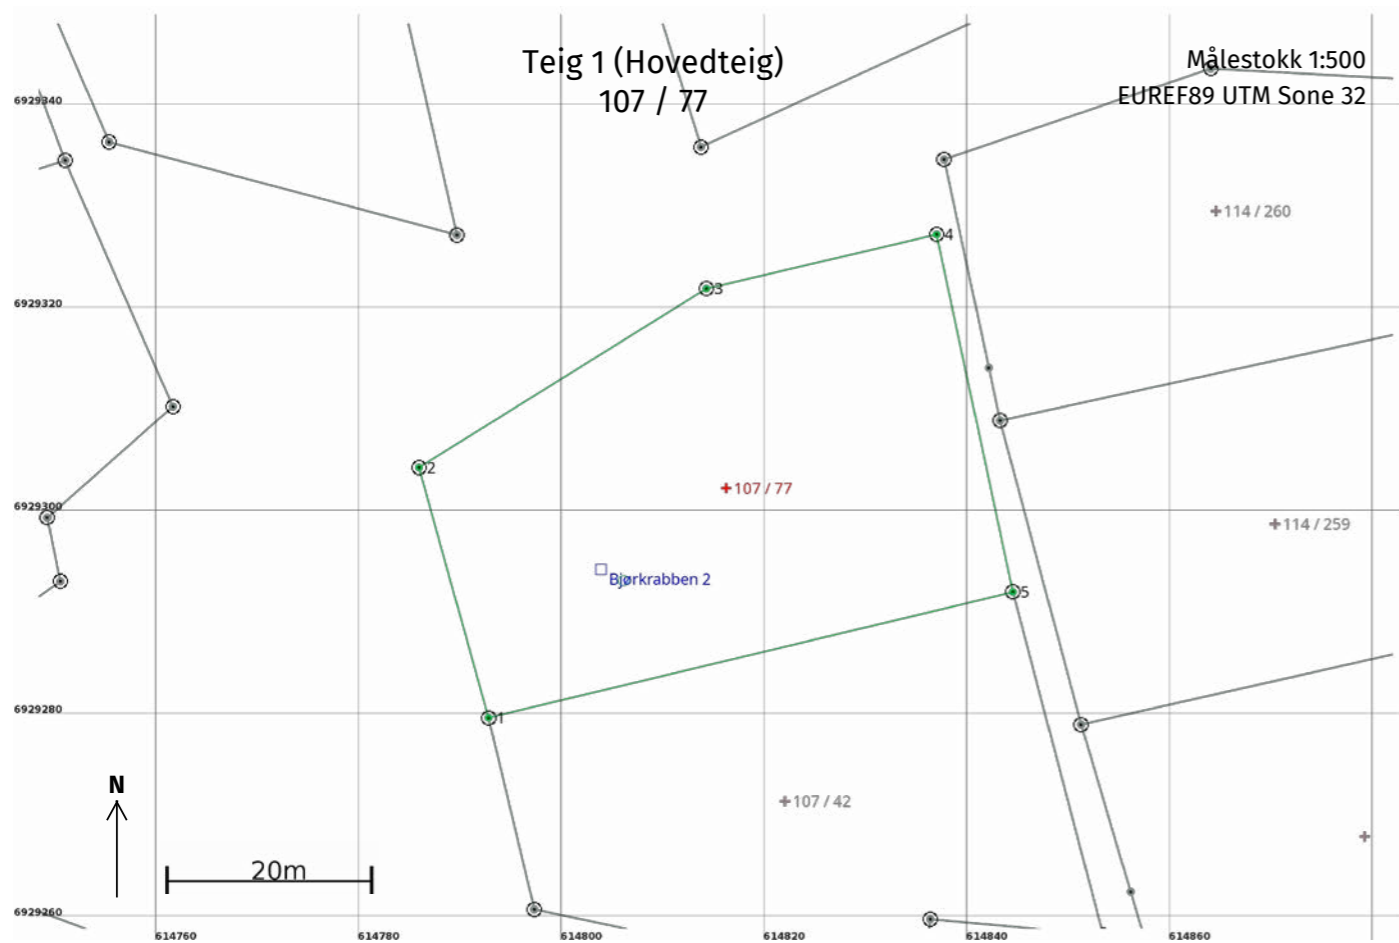 Teig 1 (Hovedteig)
107 / 77
Målestokk 1:500
EUREF89 UTM Sone 32
6929340
114 / 260
4
6929320
3
2
107 / 77
6929300
114 / 259
Bjørkrabben 2
5
6929280
1
N
107 / 42
20m
6929260
614760
614780
614800
614820
614840
614860